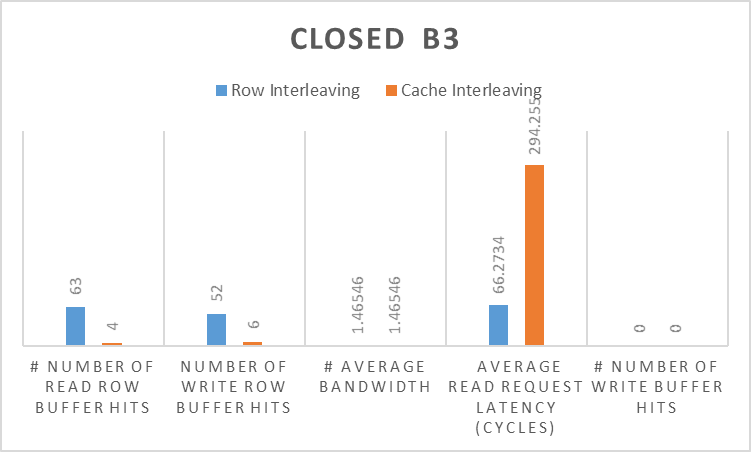 CLOSED B3
Row Interleaving Cache Interleaving
63
4
52
6
1.46546
1.46546
66.2734
294.255
0
0
# NUMBER OF
READ ROW
BUFFER HITS
NUMBER OF
WRITE ROW
BUFFER HITS
# AVERAGE
BANDWIDTH
AVERAGE
READ REQUEST
LATENCY
(CYCLES)
# NUMBER OF
WRITE BUFFER
HITS